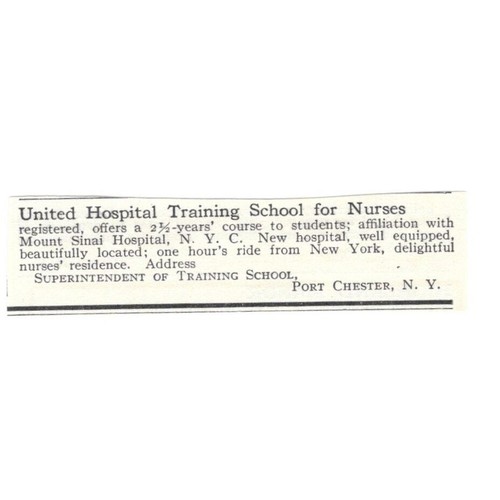 United Hospital Training School for Nurses
registered, offers a 2½-years' course to students; affiliation with
Mount Sinai Hospital, N. Y. C. New hospital, well equipped,
beautifully located; one hour's ride from New York, delightful
nurses' residence. Address
SUPERINTENDENT OF TRAINING SCHOOL,
PORT CHESTER, N. Y.